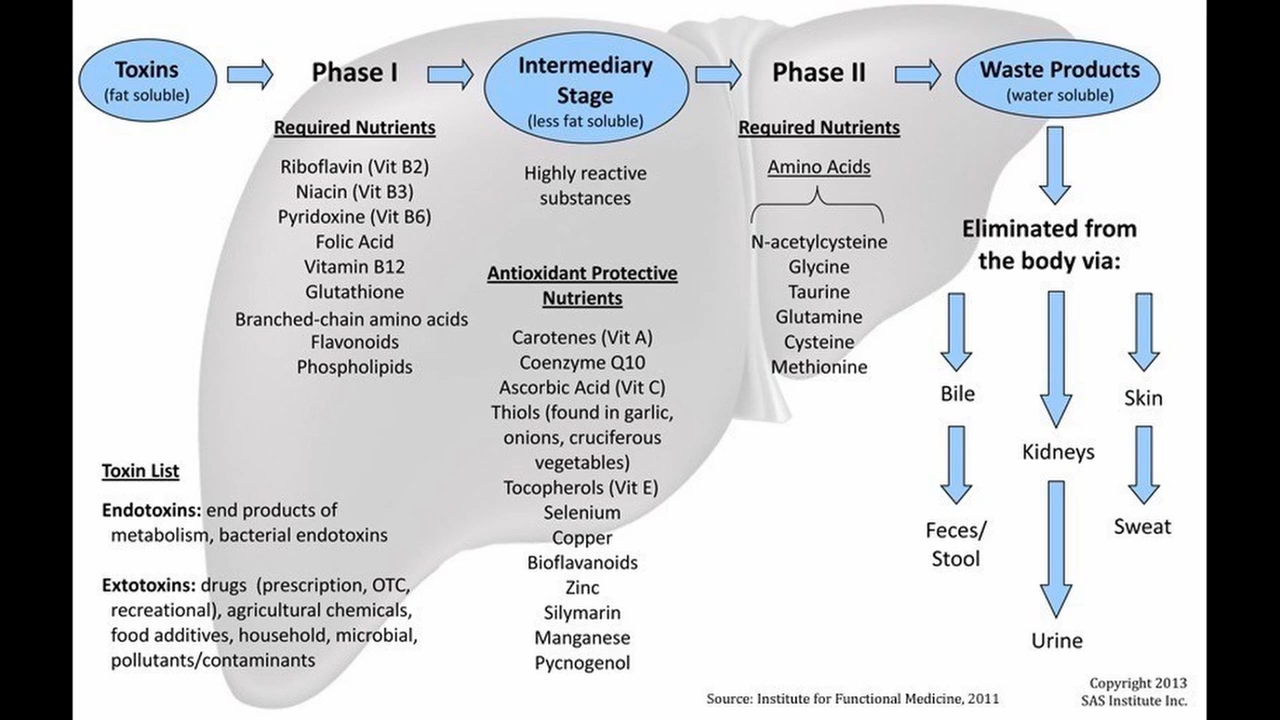 Toxins
(fat soluble)
Phase I
Intermediary
Stage
(less fat soluble)
Phase II
Waste Products
(water soluble)
Required Nutrients
Riboflavin (Vit B2)
Niacin (Vit B3)
Pyridoxine (Vit B6)
Folic Acid
Vitamin B12
Glutathione
Branched-chain amino acids
Flavonoids
Phospholipids
Highly reactive
substances
Antioxidant Protective
Nutrients
Carotenes (Vit A)
Coenzyme Q10
Ascorbic Acid (Vit C)
Thiols (found in garlic,
onions, cruciferous
vegetables)
Tocopherols (Vit E)
Selenium
Copper
Bioflavanoids
Zinc
Silymarin
Manganese
Pycnogenol
Required Nutrients
Amino Acids
N-acetylcysteine
Glycine
Taurine
Glutamine
Cysteine
Methionine
Eliminated from
the body via:
Bile
Feces/
Stool
Kidneys
Urine
Skin
Sweat
Toxin List
Endotoxins: end products of
metabolism, bacterial endotoxins
Extotoxins: drugs (prescription, OTC,
recreational), agricultural chemicals,
food additives, household, microbial,
pollutants/contaminants
Source: Institute for Functional Medicine, 2011
Copyright 2013
SAS Institute Inc.